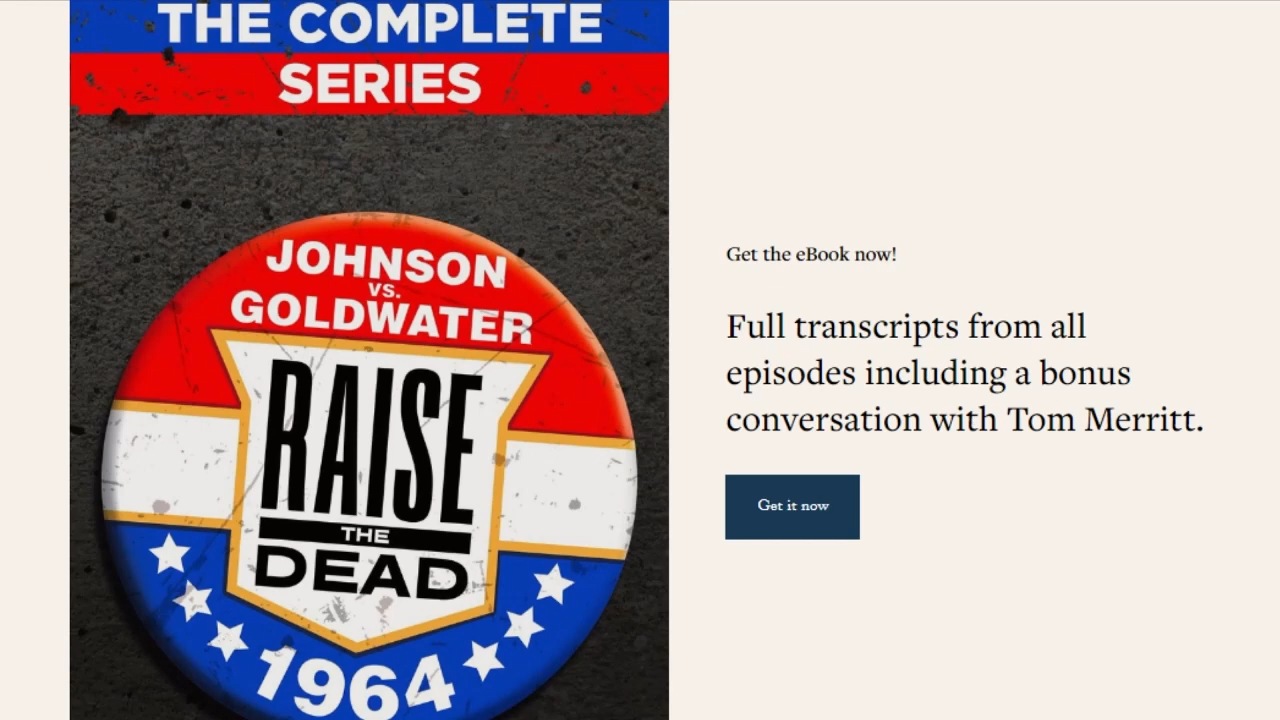 THE COMPLETE
SERIES
JOHNSON
VS.
GOLDWATER
RAISE
THE
DEAD
1964
Get the eBook now!
Full transcripts from all
episodes including a bonus
conversation with Tom Merritt.
Get it now